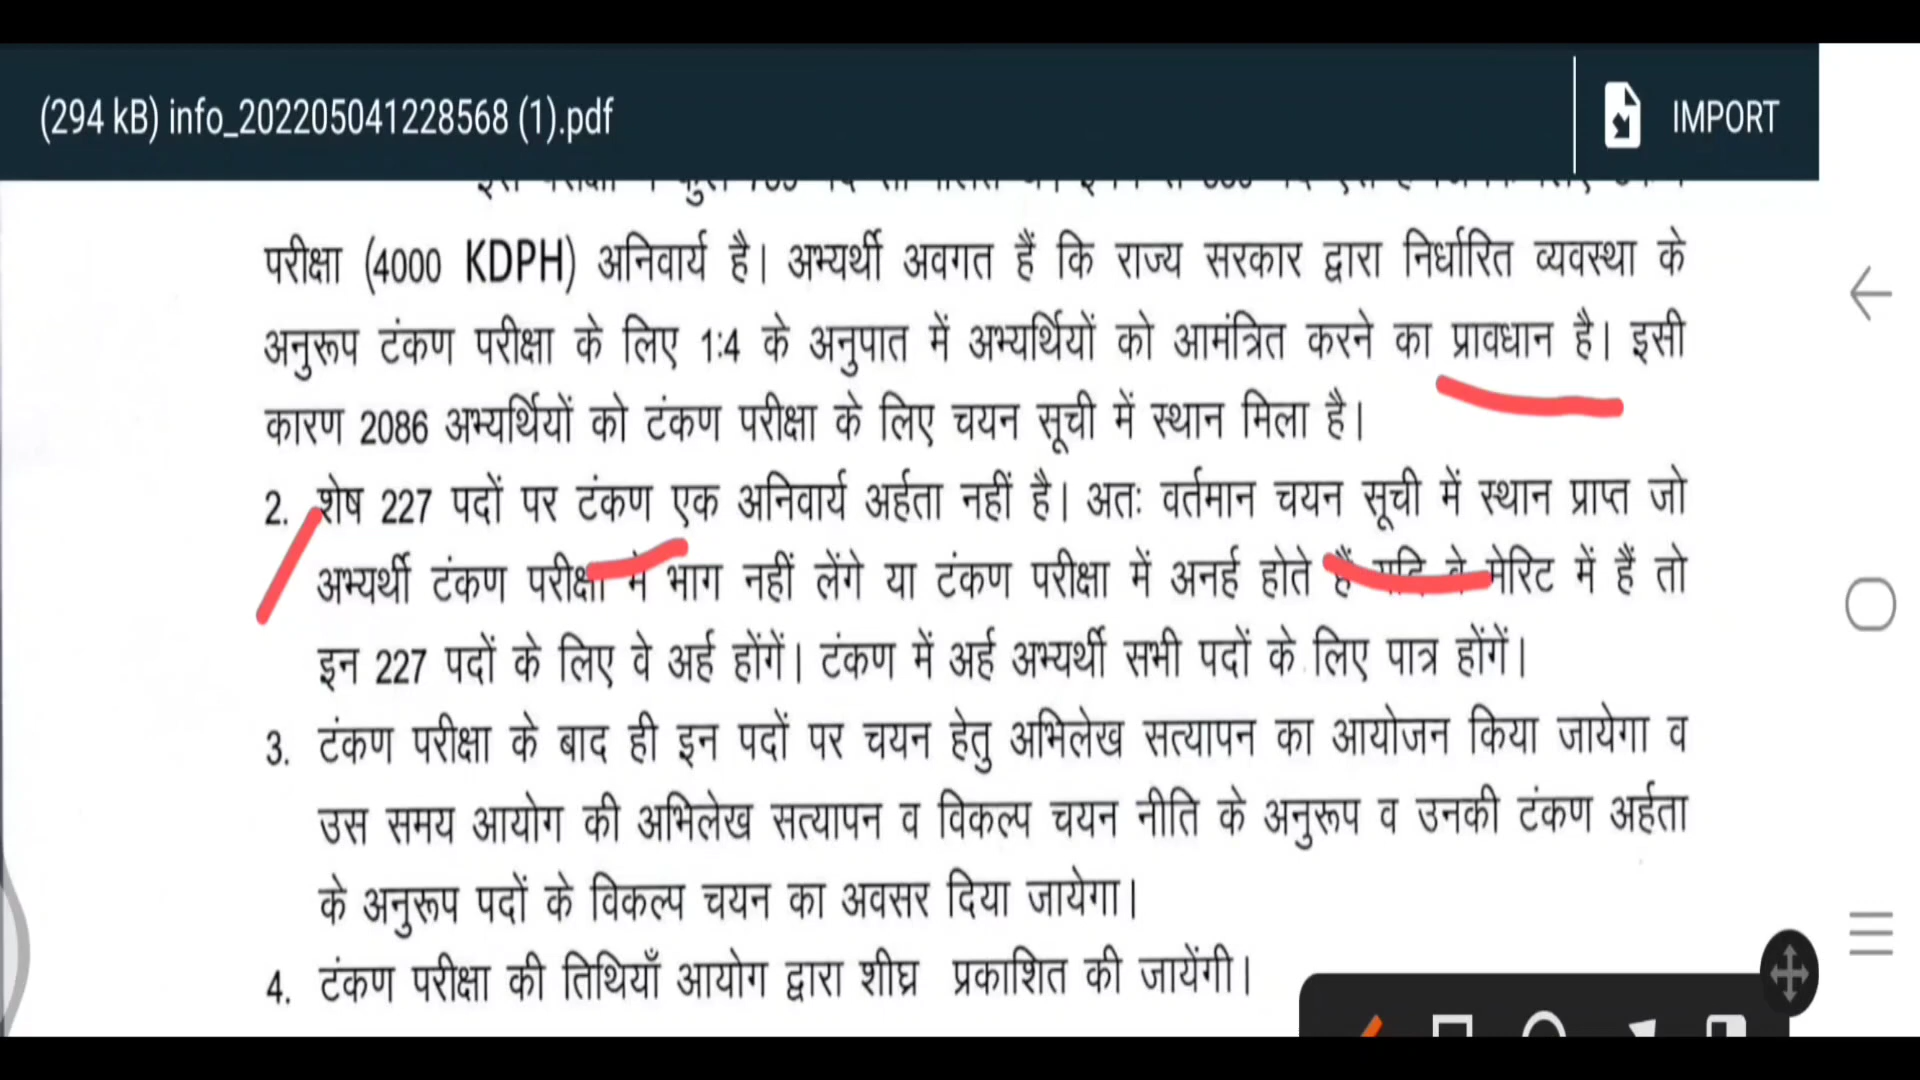 (294 kB) info_202205041228568 (1).pdf
IMPORT
परीक्षा (4000 KDPH) अनिवार्य है। अभ्यर्थी अवगत हैं कि राज्य सरकार द्वारा निर्धारित व्यवस्था के
अनुरूप टंकण परीक्षा के लिए 1:4 के अनुपात में अभ्यर्थियों को आमंत्रित करने का प्रावधान है। इसी
कारण 2086 अभ्यर्थियों को टंकण परीक्षा के लिए चयन सूची में स्थान मिला है।
2. शेष 227 पदों पर टंकण एक अनिवार्य अर्हता नहीं है। अतः वर्तमान चयन सूची में स्थान प्राप्त जो
अभ्यर्थी टंकण परीक्षा में भाग नहीं लेंगे या टंकण परीक्षा में अनर्ह होते हैं यदि वे मेरिट में हैं तो
इन 227 पदों के लिए वे अर्ह होंगें। टंकण में अर्ह अभ्यर्थी सभी पदों के लिए पात्र होंगें।
3. टंकण परीक्षा के बाद ही इन पदों पर चयन हेतु अभिलेख सत्यापन का आयोजन किया जायेगा व
उस समय आयोग की अभिलेख सत्यापन व विकल्प चयन नीति के अनुरूप व उनकी टंकण अर्हता
के अनुरूप पदों के विकल्प चयन का अवसर दिया जायेगा।
4. टंकण परीक्षा की तिथियाँ आयोग द्वारा शीघ्र प्रकाशित की जायेंगी।